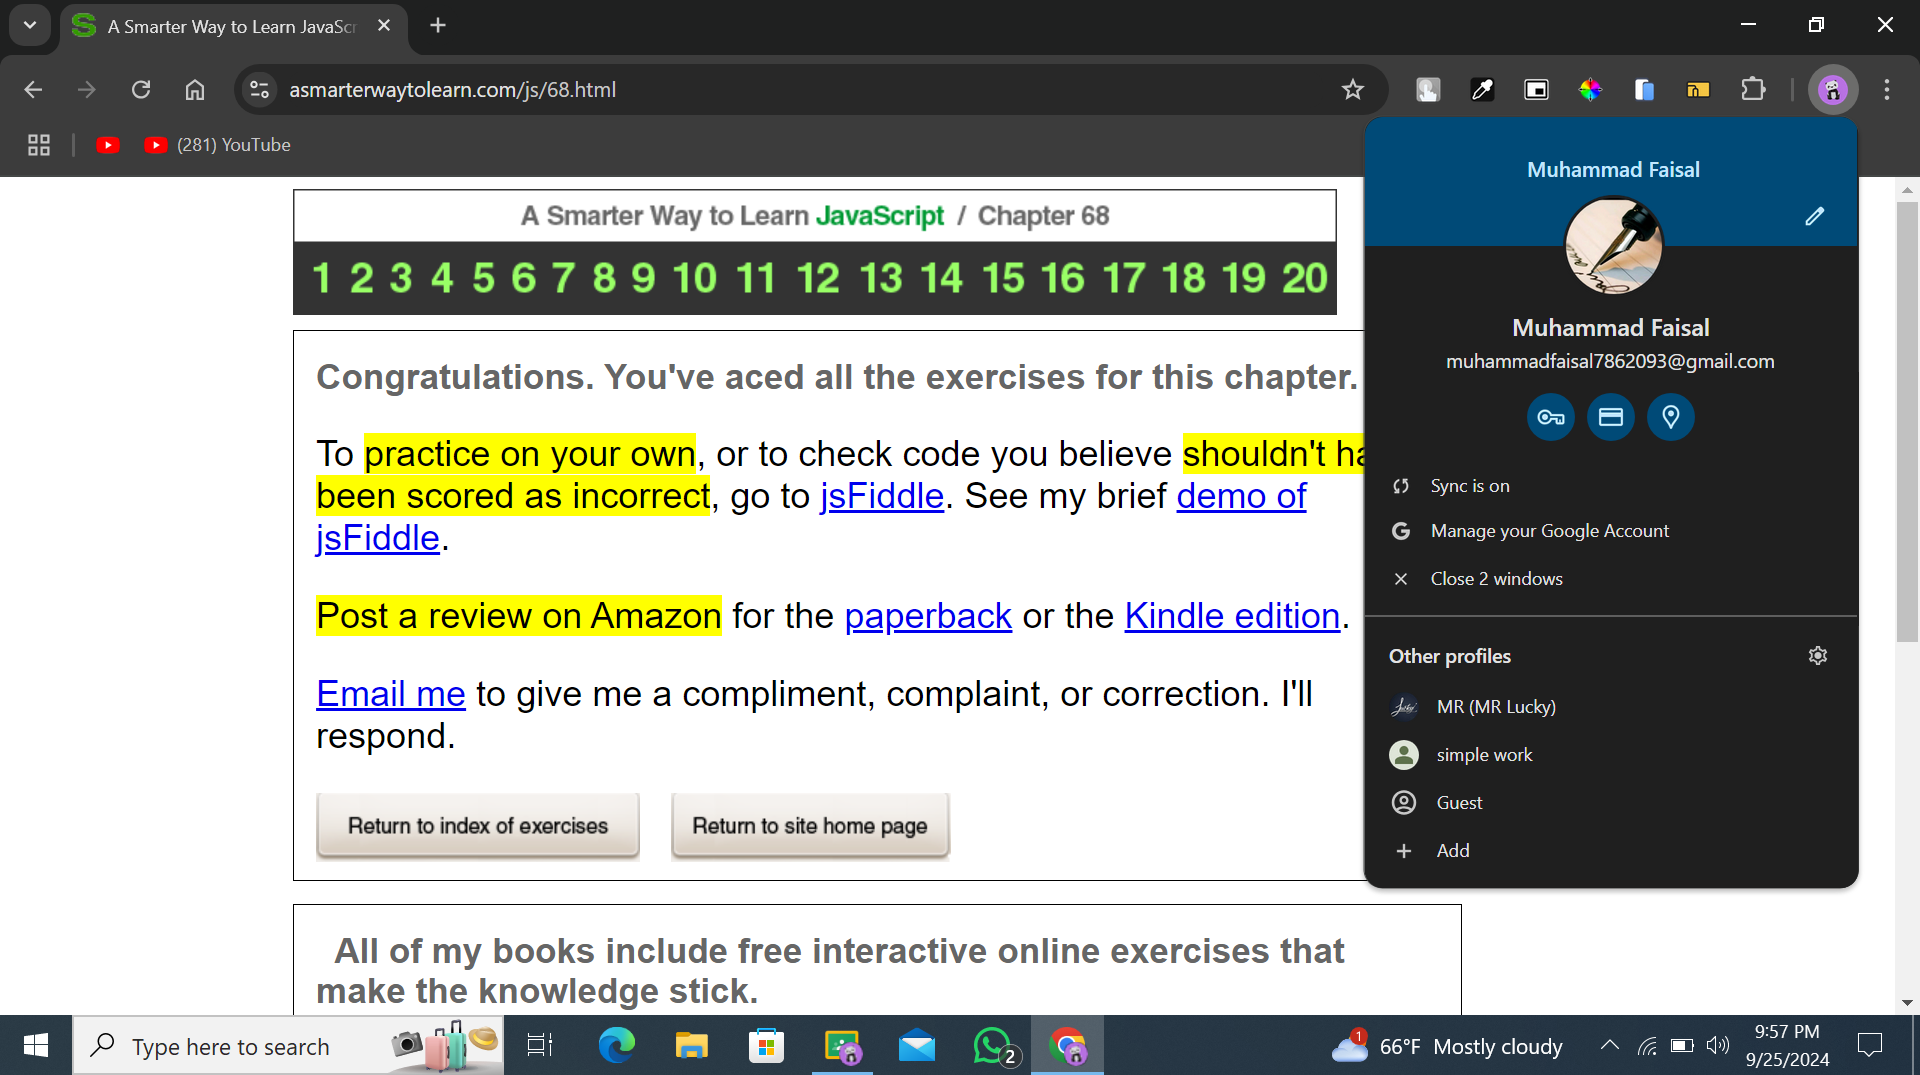 A Smarter Way to Learn JavaScr
asmarterwaytolearn.com/js/68.html
(281) YouTube
A Smarter Way to Learn JavaScript / Chapter 68
1 2 3 4 5 6 7 8 9 10 11 12 13 14 15 16 17 18 19 20
Congratulations. You've aced all the exercises for this chapter.
To practice on your own, or to check code you believe shouldn't ha
been scored as incorrect, go to jsFiddle. See my brief demo of
jsFiddle.
Post a review on Amazon for the paperback or the Kindle edition.
Email me to give me a compliment, complaint, or correction. I'll
respond.
Return to index of exercises
Return to site home page
All of my books include free interactive online exercises that
make the knowledge stick.
Muhammad Faisal
Muhammad Faisal
muhammadfaisal7862093@gmail.com
Sync is on
Manage your Google Account
Close 2 windows
Other profiles
MR (MR Lucky)
simple work
Guest
Add
Type here to search
2
1
66°F Mostly cloudy
9:57 PM
9/25/2024